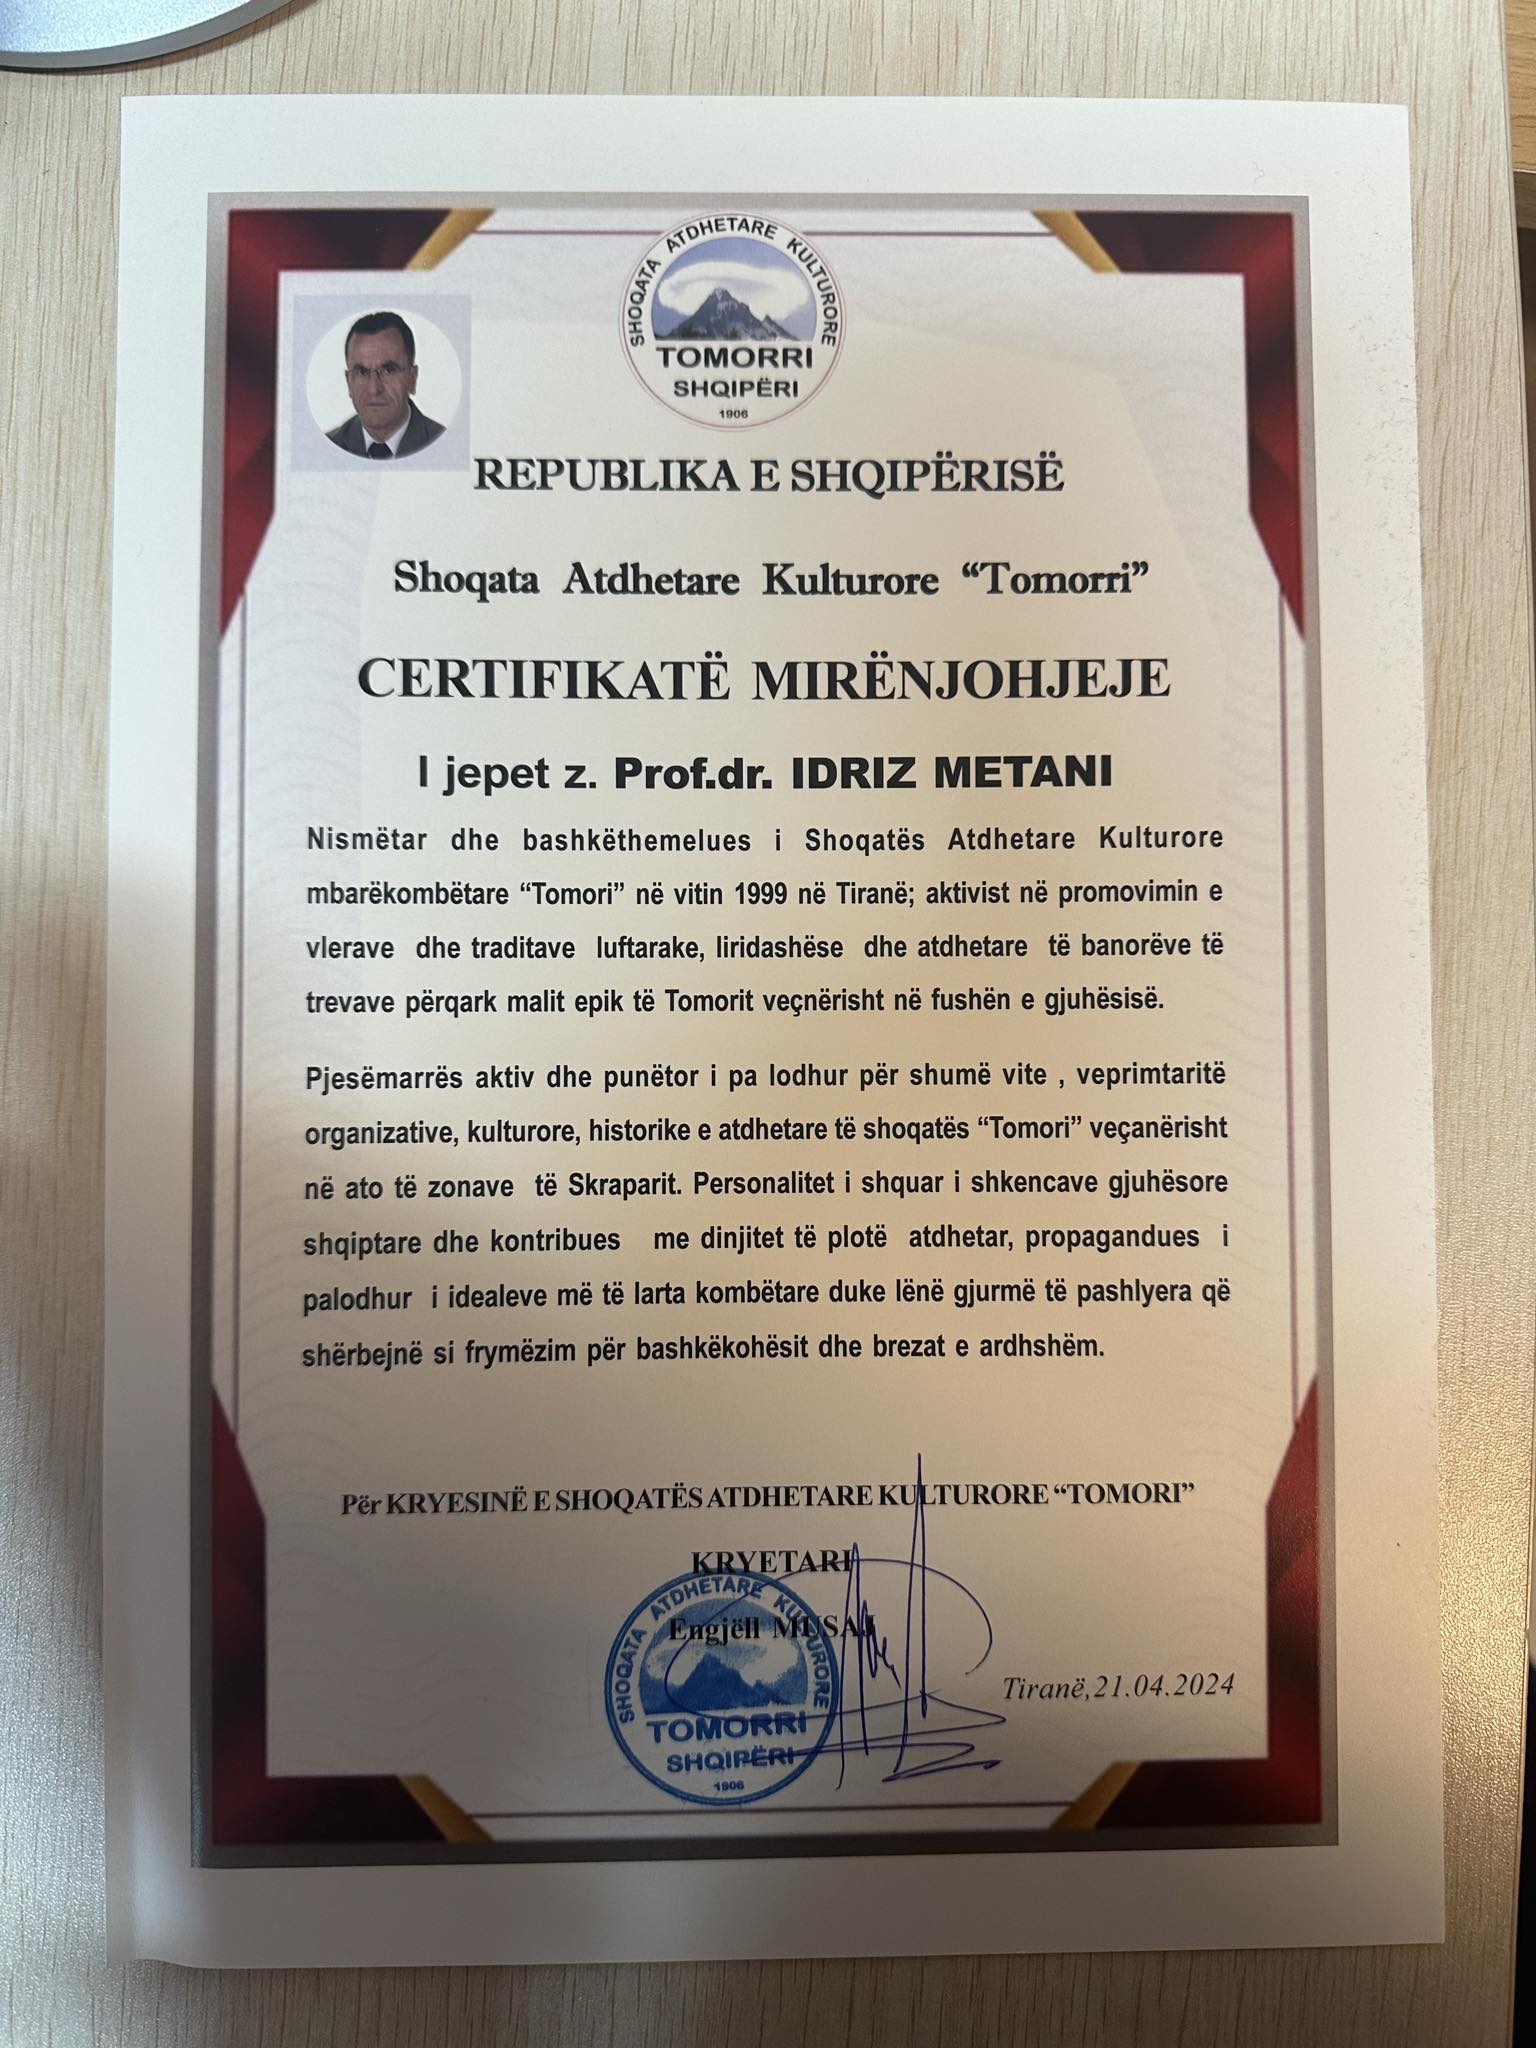 SHOQATA ATDHETARE KULTURORE
TOMORRI
SHQIPËRI
1906
REPUBLIKA E SHQIPËRISË
Shoqata Atdhetare Kulturore “Tomorri”
CERTIFIKATË MIRËNJOHJEJE
I jepet z. Prof.dr. IDRIZ METANI
Nismëtar dhe bashkëthemelues i Shoqatës Atdhetare Kulturore
mbarëkombëtare “Tomori” në vitin 1999 në Tiranë; aktivist në promovimin e
vlerave dhe traditave luftarake, liridashëse dhe atdhetare të banorëve të
trevave përqark malit epik të Tomorit veçnërisht në fushën e gjuhësisë.
Pjesëmarrës aktiv dhe punëtor i pa lodhur për shumë vite , veprimtaritë
organizative, kulturore, historike e atdhetare të shoqatës “Tomori” veçanërisht
në ato të zonave të Skraparit. Personalitet i shquar i shkencave gjuhësore
shqiptare dhe kontribues me dinjitet të plotë atdhetar, propagandues i
palodhur i idealeve më të larta kombëtare duke lënë gjurmë të pashlyera që
shërbejnë si frymëzim për bashkëkohësit dhe brezat e ardhshëm.
Për KRYESINË E SHOQATËS ATDHETARE KULTURORE “TOMORI”
KRYETARI
Engjëll MUSAJ
SHOQATA ATDHETARE KULTURORE
TOMORRI
SHQIPËRI
1906
Tiranë,21.04.2024